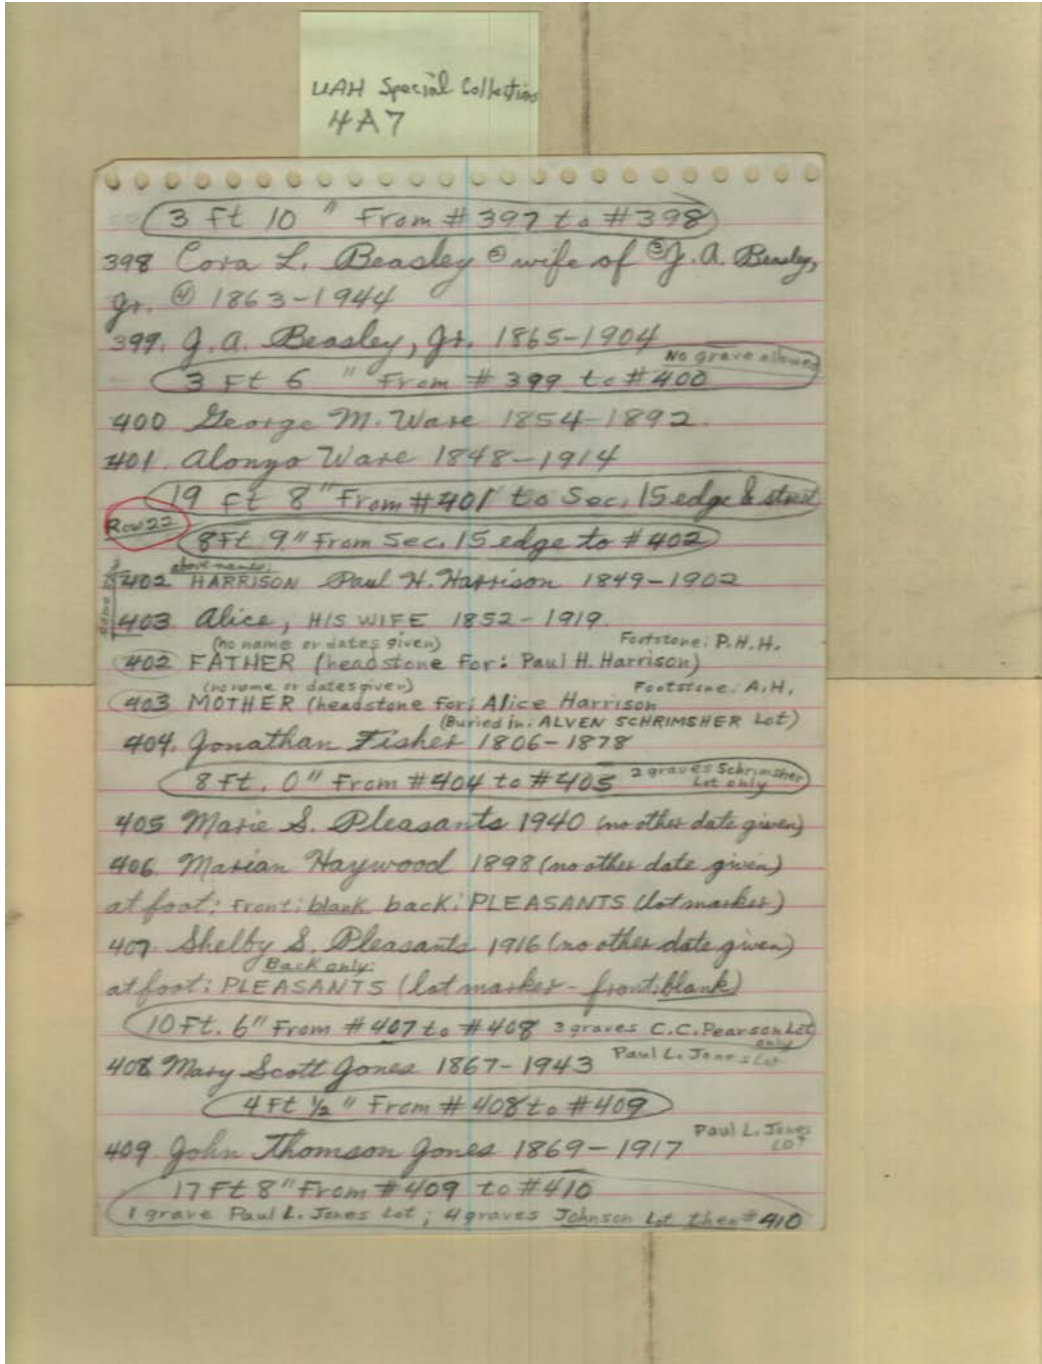 UAH Special Collections
4A7
3 Ft 10 " From # 397 to #398
398 Cora L. Beasley ⑤ wife of ③ J. A. Beasley,
Jr. ④ 1863-1944
399. J. A. Beasley, Jr. 1865-1904
No grave allowed
3 Ft 6 " From # 399 to #400
400 George M. Ware 1854-1892.
401. Alonzo Ware 1848-1914
19 Ft 8" From #401 to Sec. 15 edge & street
Row 22
8Ft. 9" From Sec. 15 edge to #402
above names:
402 HARRISON Paul H. Harrison 1849-1902
403. Alice, HIS WIFE 1852-1919.
(no name or dates given) Footstone: P.H.H.
402 FATHER (headstone For: Paul H. Harrison)
(no name or dates given) Footstone: A.H.
403 MOTHER (headstone For: Alice Harrison
(Buried in: ALVEN SCHRIMSHER Lot)
404. Jonathan Fisher 1806-1878
8 Ft. 0" From #404 to #405 2 graves Schrimsher
Lot only
405 Marie S. Pleasants 1940 (no other date given)
406. Marian Haywood 1898 (no other date given)
at foot: Front: blank back: PLEASANTS (lot marker)
407. Shelby S. Pleasants 1916 (no other date given)
Back only:
at foot: PLEASANTS (lot marker - front: blank)
10 Ft. 6" From #407 to #408 3 graves C.C. Pearson Lot
only
408 Mary Scott Jones 1867-1943 Paul L. Jones Lot
4 Ft ½ " From # 408 to #409
409. John Thomson Jones 1869-1917 Paul L. Jones
LOT
17 Ft 8" From #409 to #410
1 grave Paul L. Jones Lot; 4 graves Johnson Lot then #410